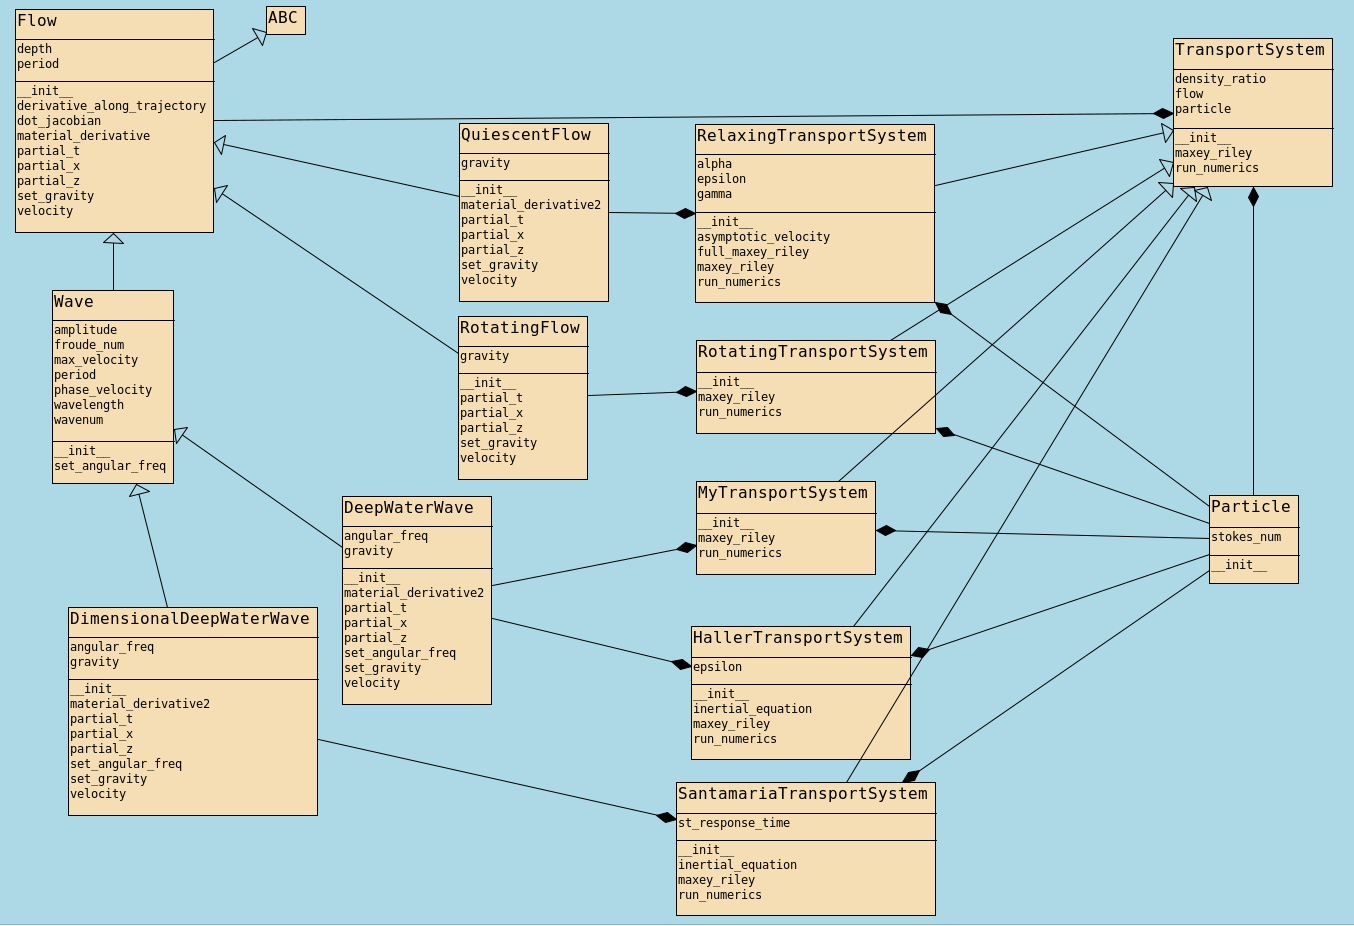 Flow
depth
period
__init__
derivative_along_trajectory
dot_jacobian
material_derivative
partial_t
partial_x
partial_z
set_gravity
velocity
ABC
TransportSystem
density_ratio
flow
particle
__init__
maxey_riley
run_numerics
QuiescentFlow
gravity
__init__
material_derivative2
partial_t
partial_x
partial_z
set_gravity
velocity
RelaxingTransportSystem
alpha
epsilon
gamma
__init__
asymptotic_velocity
full_maxey_riley
maxey_riley
run_numerics
Wave
amplitude
froude_num
max_velocity
period
phase_velocity
wavelength
wavenum
__init__
set_angular_freq
RotatingFlow
gravity
__init__
partial_t
partial_x
partial_z
set_gravity
velocity
RotatingTransportSystem
__init__
maxey_riley
run_numerics
MyTransportSystem
__init__
maxey_riley
run_numerics
Particle
stokes_num
__init__
DeepWaterWave
angular_freq
gravity
__init__
material_derivative2
partial_t
partial_x
partial_z
set_angular_freq
set_gravity
velocity
DimensionalDeepWaterWave
angular_freq
gravity
__init__
material_derivative2
partial_t
partial_x
partial_z
set_angular_freq
set_gravity
velocity
HallerTransportSystem
epsilon
__init__
inertial_equation
maxey_riley
run_numerics
SantamariaTransportSystem
st_response_time
__init__
inertial_equation
maxey_riley
run_numerics